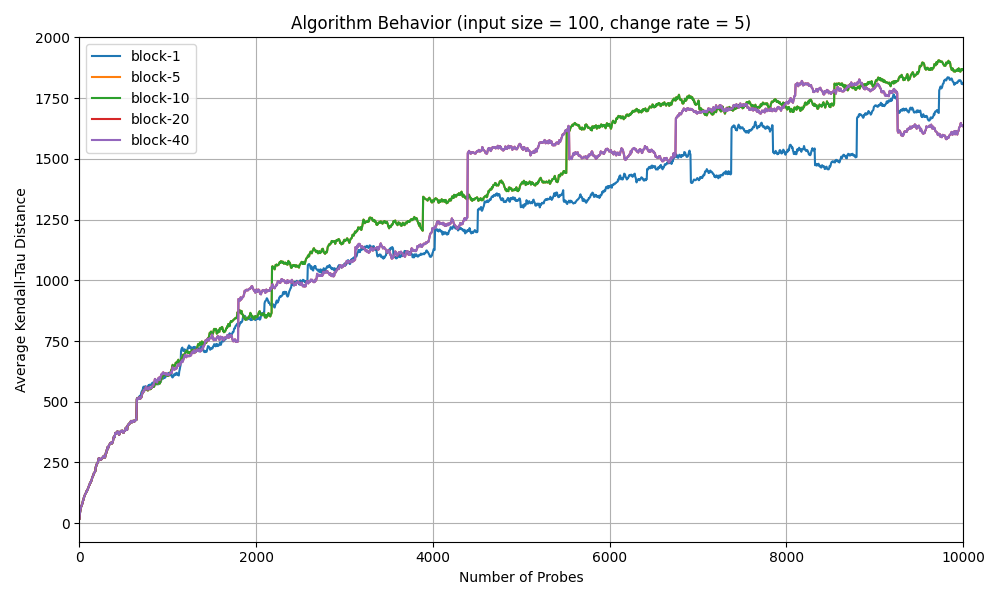 Algorithm Behavior (input size = 100, change rate = 5)
block-1
block-5
block-10
block-20
block-40
Average Kendall-Tau Distance
2000
1750
1500
1250
1000
750
500
250
0
0 2000 4000 6000 8000 10000
Number of Probes